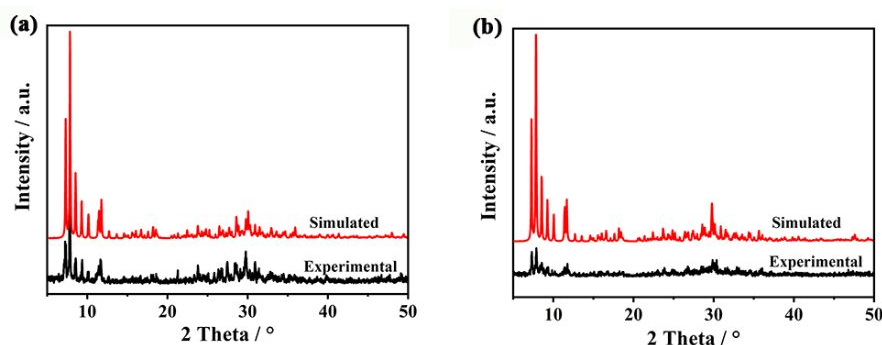 (a)
Intensity / a.u.
Simulated
Experimental
10 20 30 40 50
2 Theta / °
(b)
Intensity / a.u.
Simulated
Experimental
10 20 30 40 50
2 Theta / °